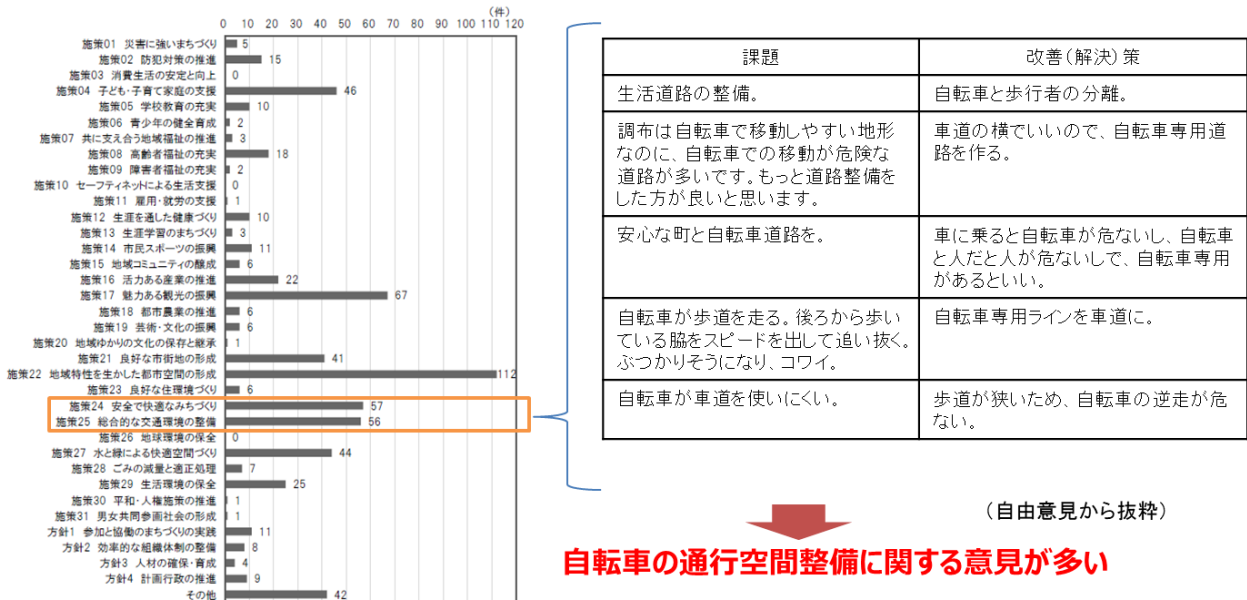 (件)
0 10 20 30 40 50 60 70 80 90 100 110 120
施策01 災害に強いまちづくり 5
施策02 防犯対策の推進 15
施策03 消費生活の安定と向上 0
施策04 子ども・子育て家庭の支援 46
施策05 学校教育の充実 10
施策06 青少年の健全育成 2
施策07 共に支え合う地域福祉の推進 3
施策08 高齢者福祉の充実 18
施策09 障害者福祉の充実 2
施策10 セーフティネットによる生活支援 0
施策11 雇用・就労の支援 1
施策12 生涯を通した健康づくり 10
施策13 生涯学習のまちづくり 3
施策14 市民スポーツの振興 11
施策15 地域コミュニティの醸成 6
施策16 活力ある産業の推進 22
施策17 魅力ある観光の振興 67
施策18 都市農業の推進 6
施策19 芸術・文化の振興 6
施策20 地域ゆかりの文化の保存と継承 1
施策21 良好な市街地の形成 41
施策22 地域特性を生かした都市空間の形成 112
施策23 良好な住環境づくり 6
施策24 安全で快適なみちづくり 57
施策25 総合的な交通環境の整備 56
施策26 地球環境の保全 0
施策27 水と緑による快適空間づくり 44
施策28 ごみの減量と適正処理 7
施策29 生活環境の保全 25
施策30 平和・人権施策の推進 1
施策31 男女共同参画社会の形成 1
方針1 参加と協働のまちづくりの実践 11
方針2 効率的な組織体制の整備 8
方針3 人材の確保・育成 4
方針4 計画行政の推進 9
その他 42
課題
改善(解決)策
生活道路の整備。
自転車と歩行者の分離。
調布は自転車で移動しやすい地形
なのに、自転車での移動が危険な
道路が多いです。もっと道路整備を
した方が良いと思います。
車道の横でいいので、自転車専用道
路を作る。
安心な町と自転車道路を。
車に乗ると自転車が危ないし、自転車
と人だと人が危ないしで、自転車専用
があるといい。
自転車が歩道を走る。後ろから歩い
ている脇をスピードを出して追い抜く。
ぶつかりそうになり、コワイ。
自転車専用ラインを車道に。
自転車が車道を使いにくい。
歩道が狭いため、自転車の逆走が危
ない。
(自由意見から抜粋)
自転車の通行空間整備に関する意見が多い